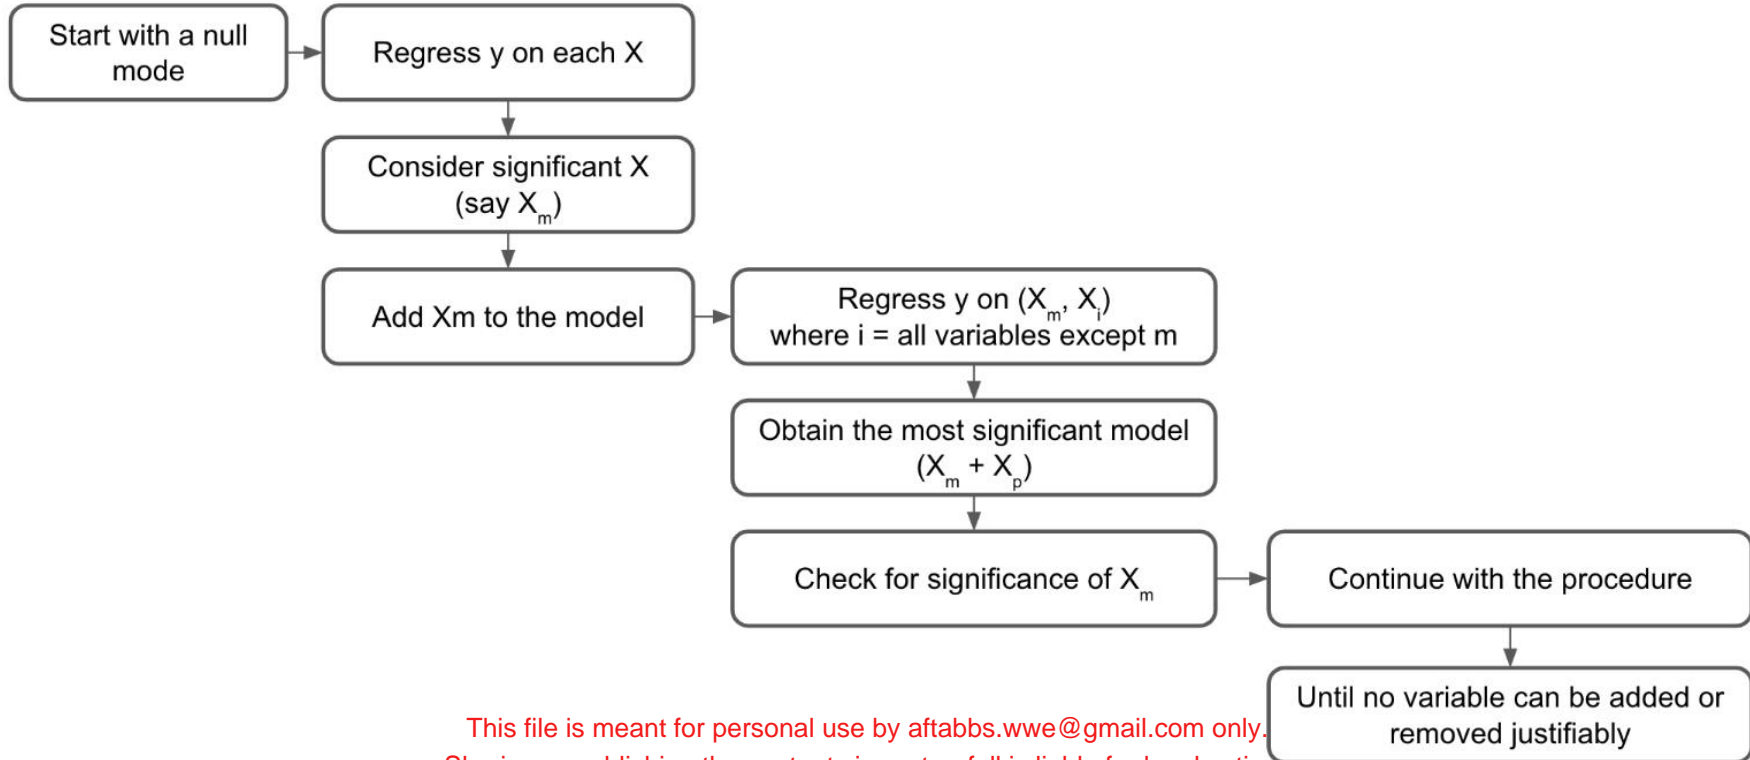 Start with a null
mode
Regress y on each X
Consider significant X
(say Xm)
Add Xm to the model
Regress y on (Xm, Xi)
where i = all variables except m
Obtain the most significant model
(Xm + Xp)
Check for significance of Xm
Continue with the procedure
Until no variable can be added or
removed justifiably
This file is meant for personal use by aftabbs.wwe@gmail.com only.